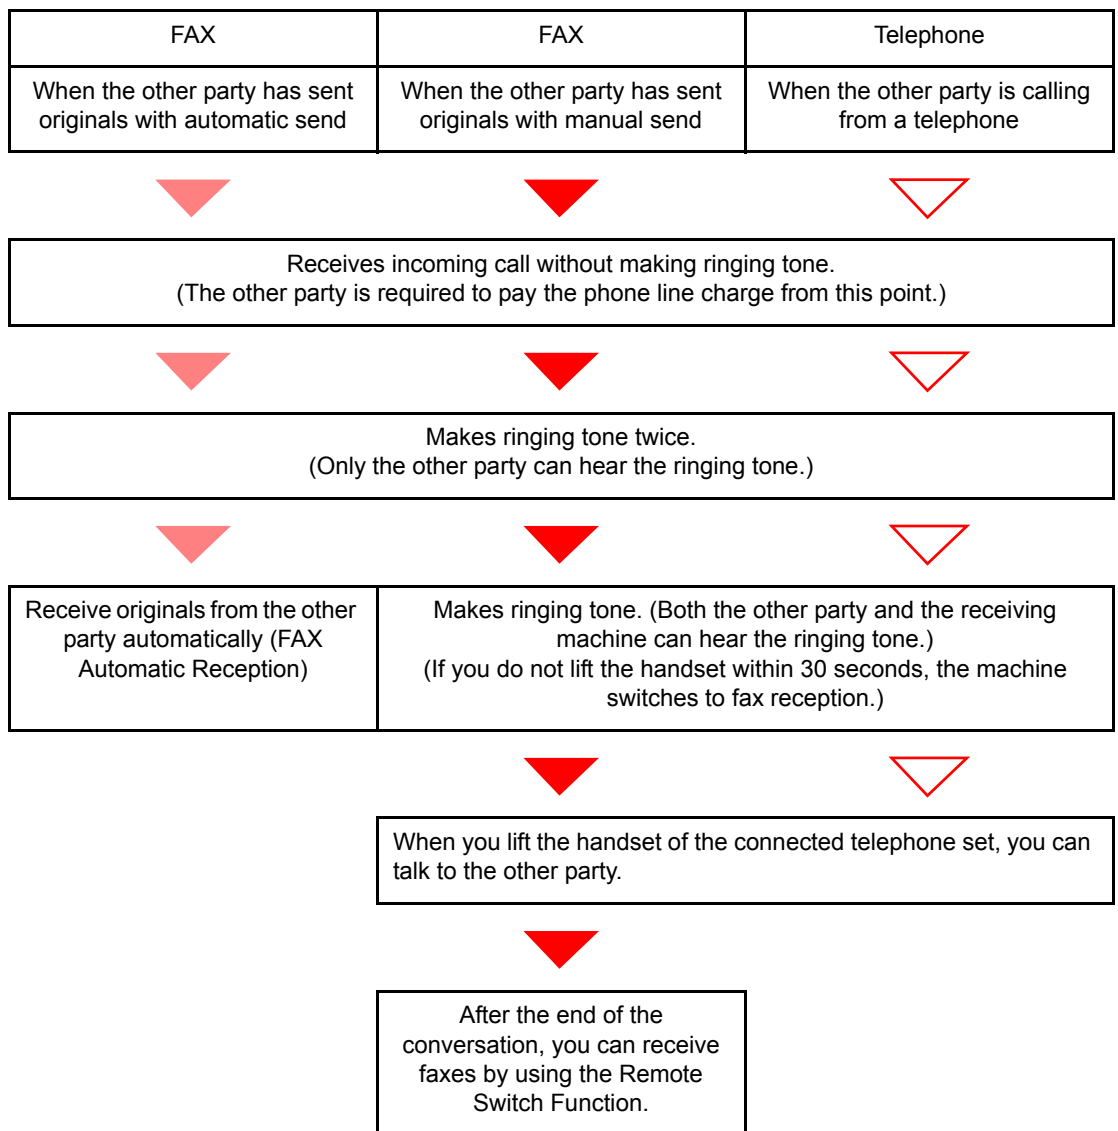 FAX
FAX
Telephone
When the other party has sent
originals with automatic send
When the other party has sent
originals with manual send
When the other party is calling
from a telephone
Receives incoming call without making ringing tone.
(The other party is required to pay the phone line charge from this point.)
Makes ringing tone twice.
(Only the other party can hear the ringing tone.)
Receive originals from the other
party automatically (FAX
Automatic Reception)
Makes ringing tone. (Both the other party and the receiving
machine can hear the ringing tone.)
(If you do not lift the handset within 30 seconds, the machine
switches to fax reception.)
When you lift the handset of the connected telephone set, you can
talk to the other party.
After the end of the
conversation, you can receive
faxes by using the Remote
Switch Function.